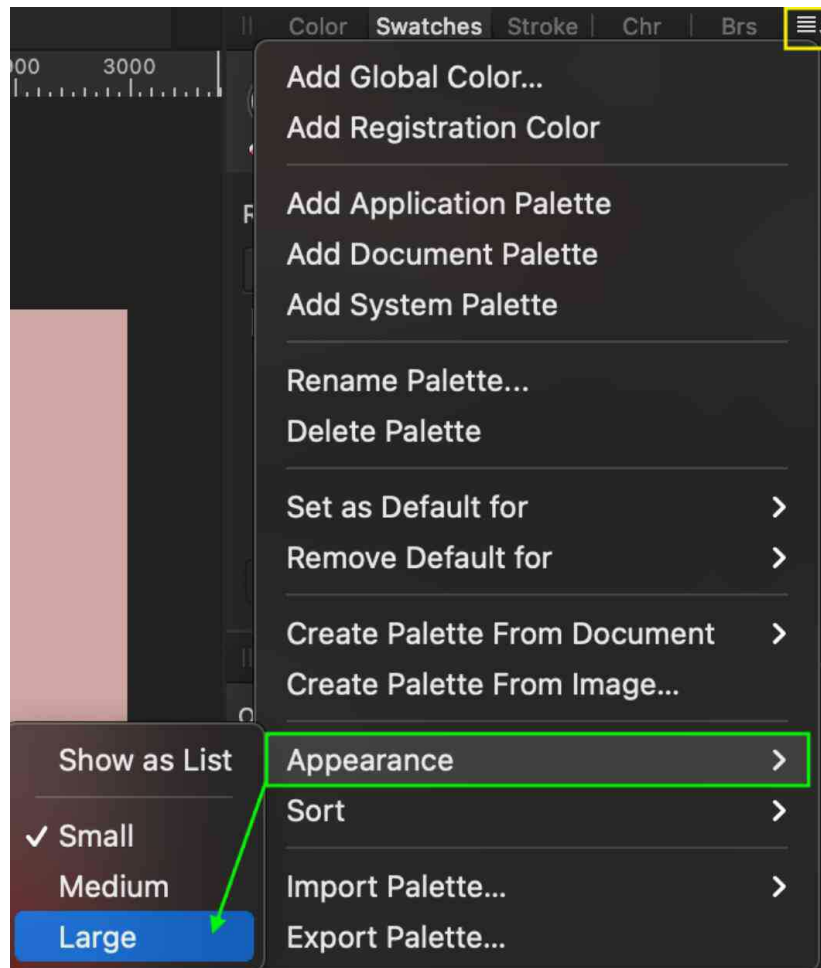 Color Swatches Stroke Chr Brs
00 3000
Add Global Color...
Add Registration Color
Add Application Palette
Add Document Palette
Add System Palette
Rename Palette...
Delete Palette
Set as Default for
Remove Default for
Create Palette From Document
Create Palette From Image...
Appearance
Sort
Import Palette...
Export Palette...
Show as List
Small
Medium
Large